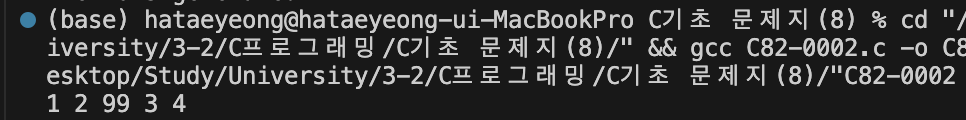 (base) hataeyeong@hataeyeong-ui-MacBookPro C기초 문제지(8) % cd "/
iversity/3-2/C프로그래밍/C기초 문제지(8)/" && gcc C82-0002.c -o C8
esktop/Study/University/3-2/C프로그래밍/C기초 문제지(8)/"C82-0002
1 2 99 3 4